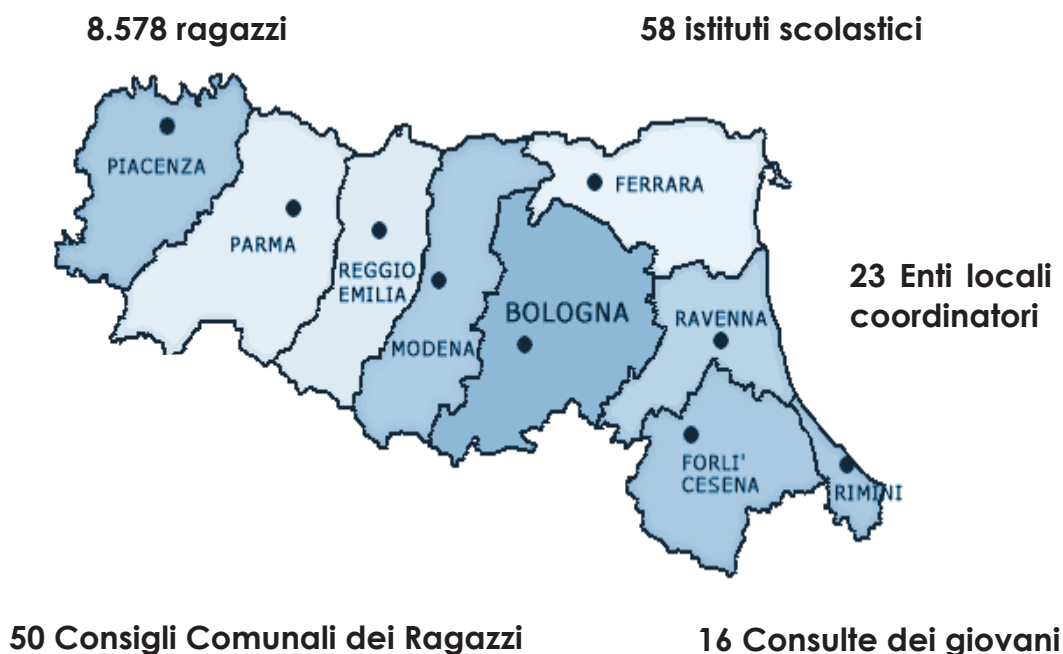 8.578 ragazzi
58 istituti scolastici
PIACENZA
FERRARA
PARMA
REGGIO
EMILIA
23 Enti locali
coordinatori
BOLOGNA
RAVENNA
MODENA
FORLI'
CESENA
RIMINI
50 Consigli Comunali dei Ragazzi
16 Consulte dei giovani